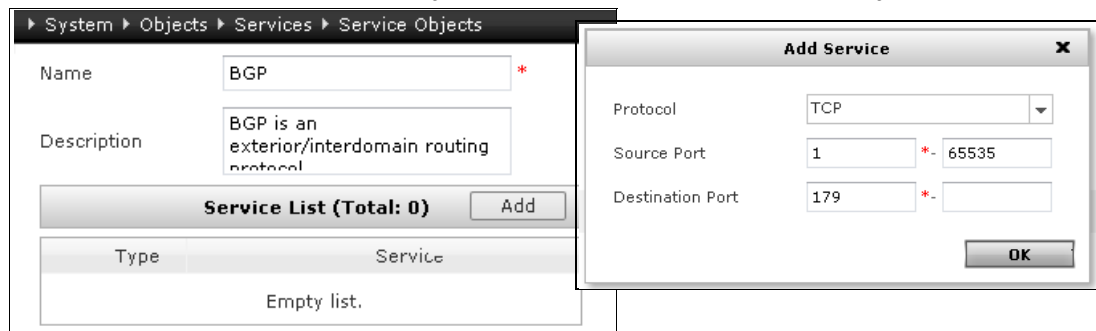 System Objects Services Service Objects
Name BGP *
Description BGP is an
exterior/interdomain routing
protocol
Service List (Total: 0) Add
Type Service
Empty list.
Add Service x
Protocol TCP
Source Port 1 *- 65535
Destination Port 179 *-
OK